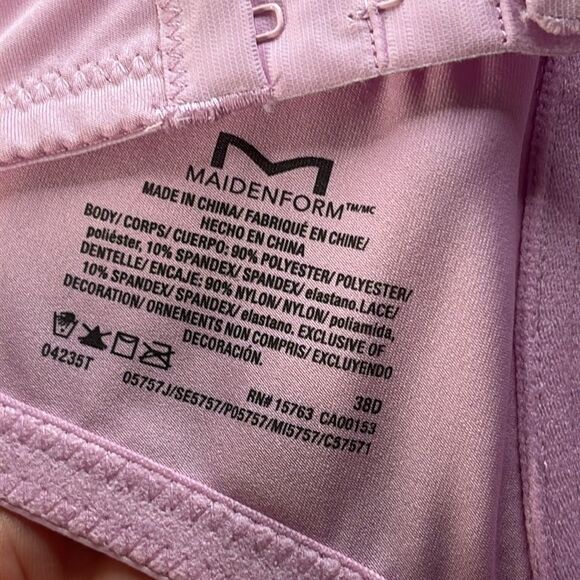 MAIDENFORM™/MC
MADE IN CHINA/ FABRIQUÉ EN CHINE/
HECHO EN CHINA
BODY/ CORPS/ CUERPO: 90% POLYESTER/ POLYESTER/
poliéster, 10% SPANDEX/ SPANDEX/ elastano.LACE/
DENTELLE/ ENCAJE: 90% NYLON/ NYLON/ poliamida,
10% SPANDEX/ SPANDEX/ elastano. EXCLUSIVE OF
DECORATION/ ORNEMENTS NON COMPRIS/ EXCLUYENDO
DECORACIÓN.
04235T
RN# 15763 CA00153
38D
05757J/SE5757/P05757/MI5757/C57571